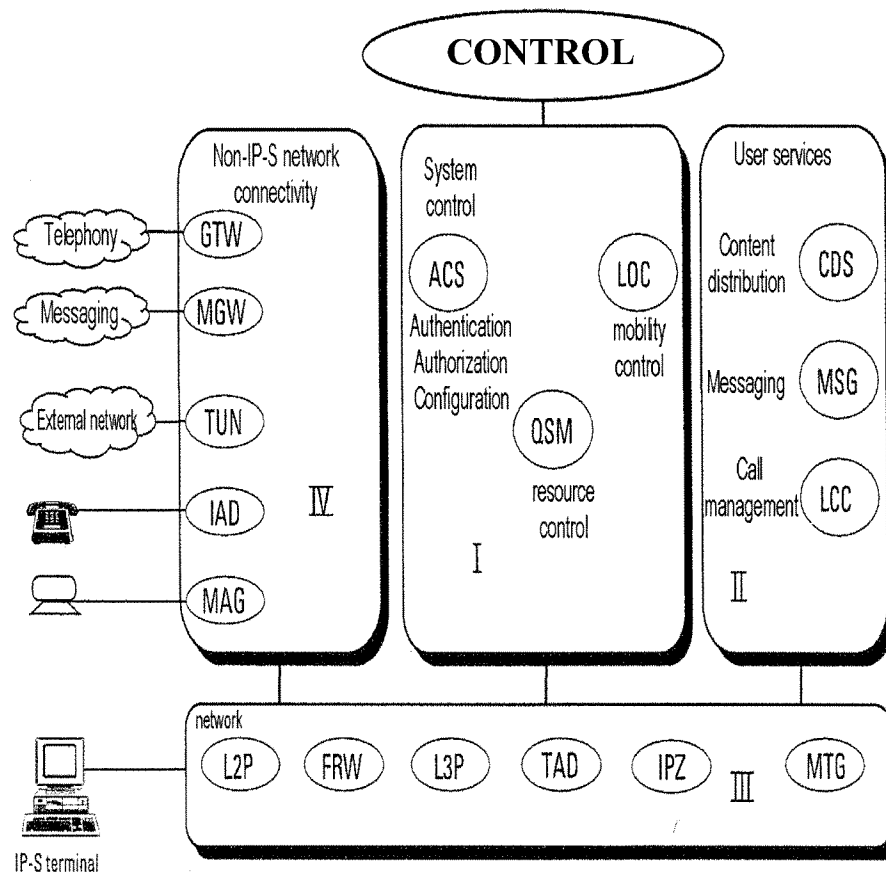 CONTROL
Non-IP-S network
connectivity
Telephony
GTW
Messaging
MGW
External network
TUN
IAD
IV
MAG
System
control
ACS
Authentication
Authorization
Configuration
LOC
mobility
control
QSM
resource
control
I
User services
Content
distribution
CDS
Messaging
MSG
Call
management
LCC
II
network
L2P
FRW
L3P
TAD
IPZ
III
MTG
IP-S terminal